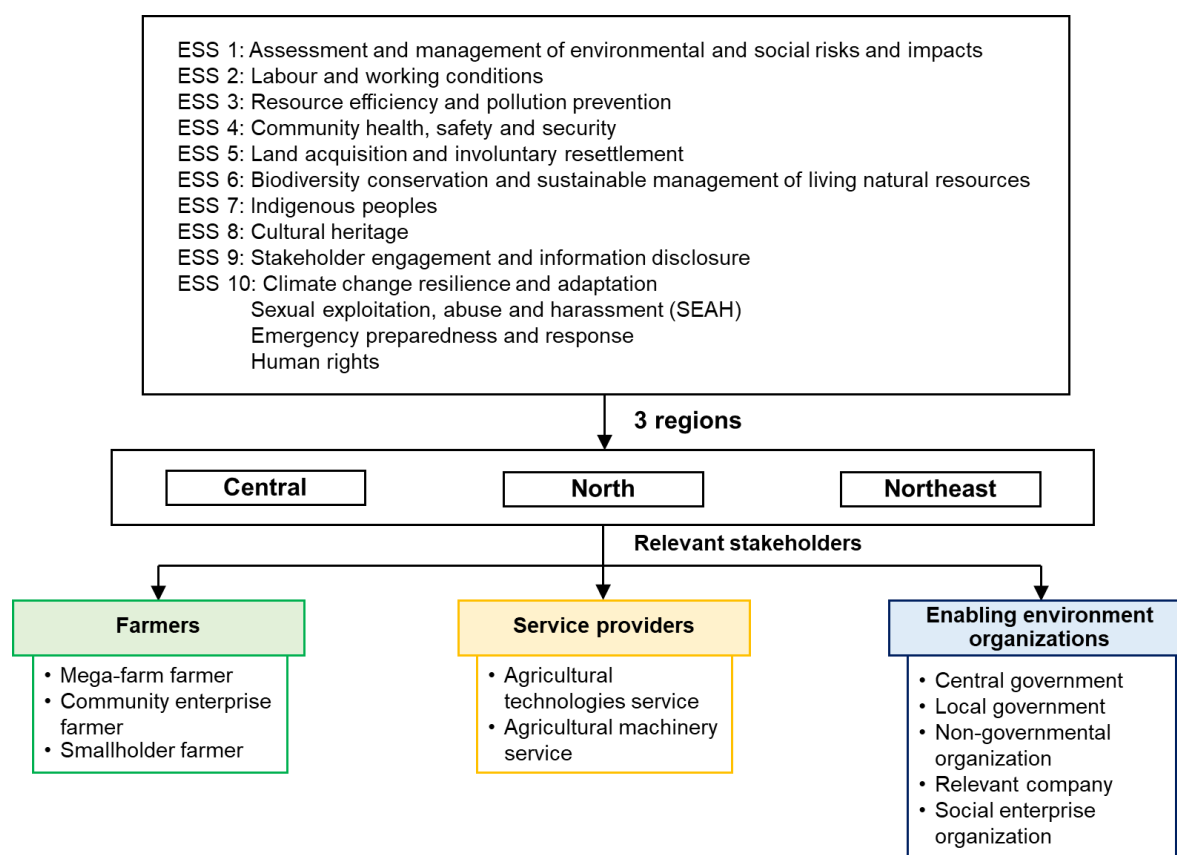 ESS 1: Assessment and management of environmental and social risks and impacts
ESS 2: Labour and working conditions
ESS 3: Resource efficiency and pollution prevention
ESS 4: Community health, safety and security
ESS 5: Land acquisition and involuntary resettlement
ESS 6: Biodiversity conservation and sustainable management of living natural resources
ESS 7: Indigenous peoples
ESS 8: Cultural heritage
ESS 9: Stakeholder engagement and information disclosure
ESS 10: Climate change resilience and adaptation
Sexual exploitation, abuse and harassment (SEAH)
Emergency preparedness and response
Human rights
3 regions
Central
North
Northeast
Relevant stakeholders
Farmers
• Mega-farm farmer
• Community enterprise
farmer
• Smallholder farmer
Service providers
• Agricultural
technologies service
• Agricultural machinery
service
Enabling environment
organizations
• Central government
• Local government
• Non-governmental
organization
• Relevant company
• Social enterprise
organization